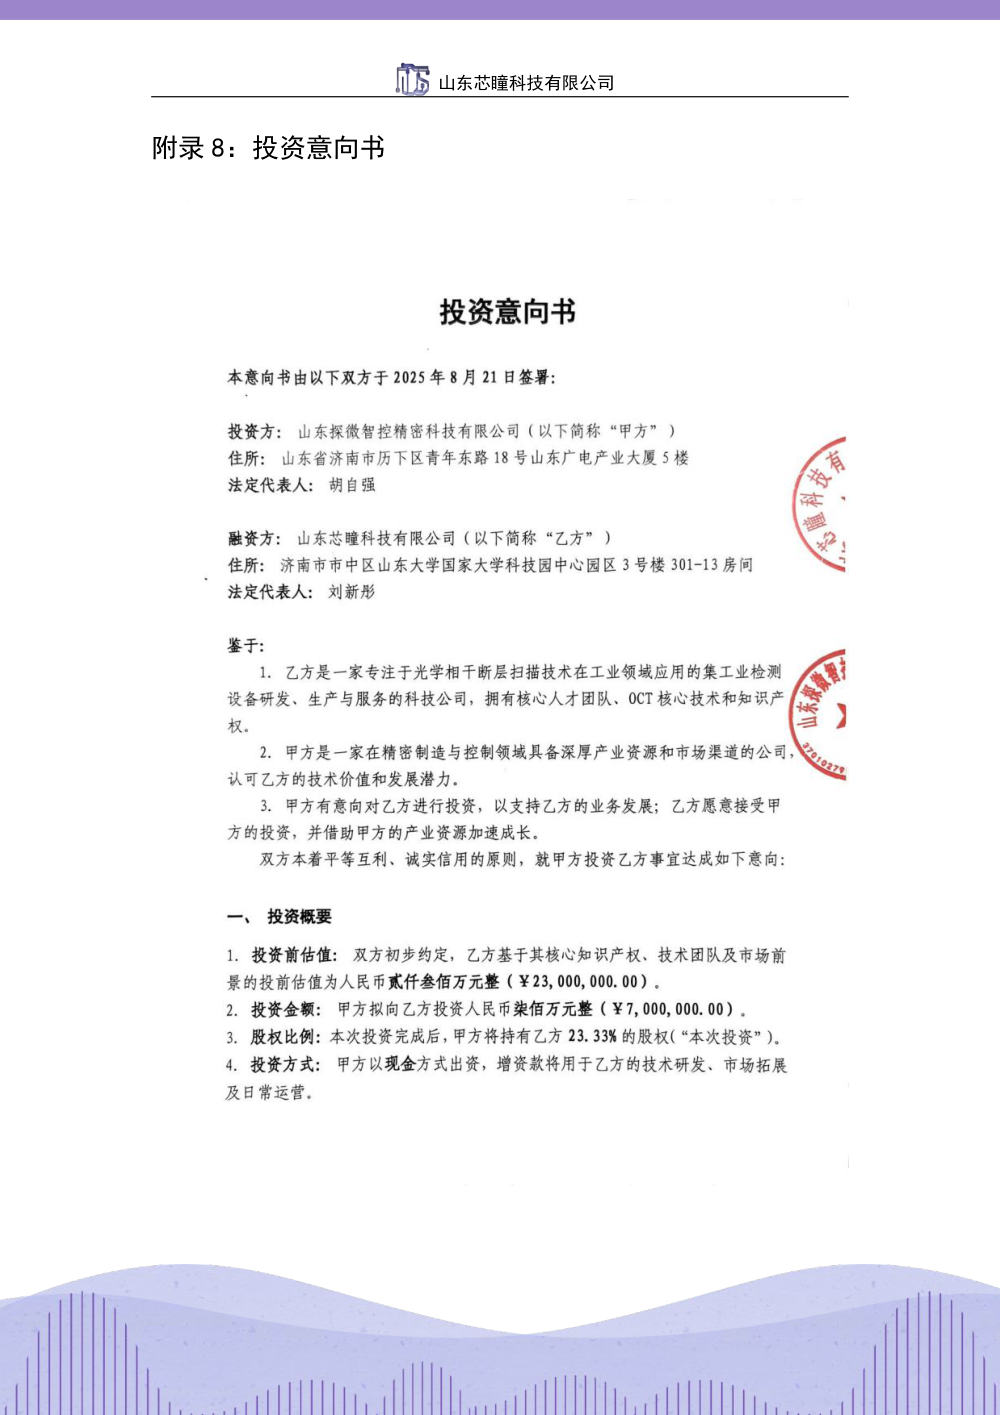 山东芯瞳科技有限公司
附录 8：投资意向书
投资意向书
本意向书由以下双方于 2025 年 8 月 21 日签署：
投资方： 山东探微智控精密科技有限公司（以下简称“甲方”）
住所： 山东省济南市历下区青年东路 18 号山东广电产业大厦 5 楼
法定代表人： 胡自强
融资方： 山东芯瞳科技有限公司（以下简称“乙方”）
住所： 济南市市中区山东大学国家大学科技园中心园区 3 号楼 301-13 房间
法定代表人： 刘新彤
鉴于：
1. 乙方是一家专注于光学相干断层扫描技术在工业领域应用的集工业检测
设备研发、生产与服务的科技公司，拥有核心人才团队、OCT 核心技术和知识产
权。
2. 甲方是一家在精密制造与控制领域具备深厚产业资源和市场渠道的公司，
认可乙方的技术价值和发展潜力。
3. 甲方有意向对乙方进行投资，以支持乙方的业务发展；乙方愿意接受甲
方的投资，并借助甲方的产业资源加速成长。
双方本着平等互利、诚实信用的原则，就甲方投资乙方事宜达成如下意向：
一、 投资概要
1. 投资前估值： 双方初步约定，乙方基于其核心知识产权、技术团队及市场前
景的投前估值为人民币贰仟叁佰万元整（￥23,000,000.00）。
2. 投资金额： 甲方拟向乙方投资人民币柒佰万元整（￥7,000,000.00）。
3. 股权比例：本次投资完成后，甲方将持有乙方 23.33% 的股权（“本次投资”）。
4. 投资方式： 甲方以现金方式出资，增资款将用于乙方的技术研发、市场拓展
及日常运营。
芯瞳科技有
山东探微智控
37010279